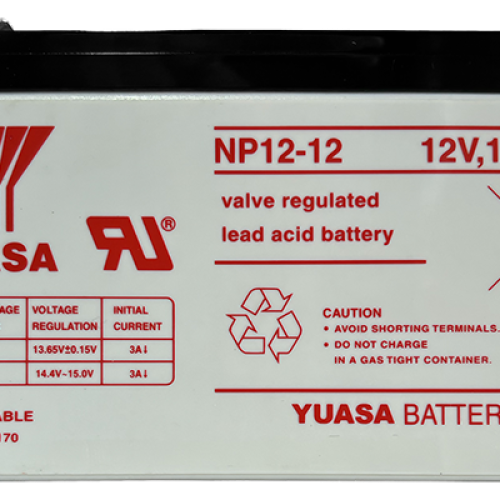 NP12-12 12V,1
valve regulated
lead acid battery
ASA
AGE VOLTAGE REGULATION INITIAL CURRENT
13.65V±0.15V 3A↓
14.4V~15.0V 3A↓
ABLE
170
CAUTION
• AVOID SHORTING TERMINALS.
• DO NOT CHARGE
IN A GAS TIGHT CONTAINER.
YUASA BATTER